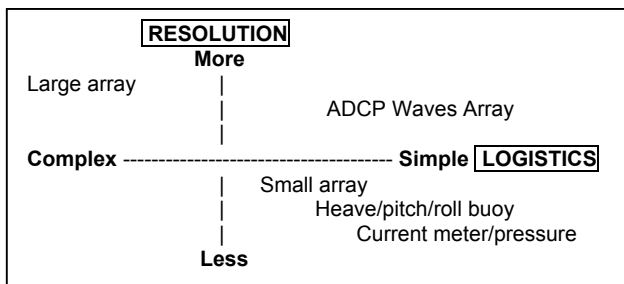 RESOLUTION
More
Large array |
| ADCP Waves Array
|
Complex -------------------------------------- Simple LOGISTICS
| Small array
| Heave/pitch/roll buoy
| Current meter/pressure
Less